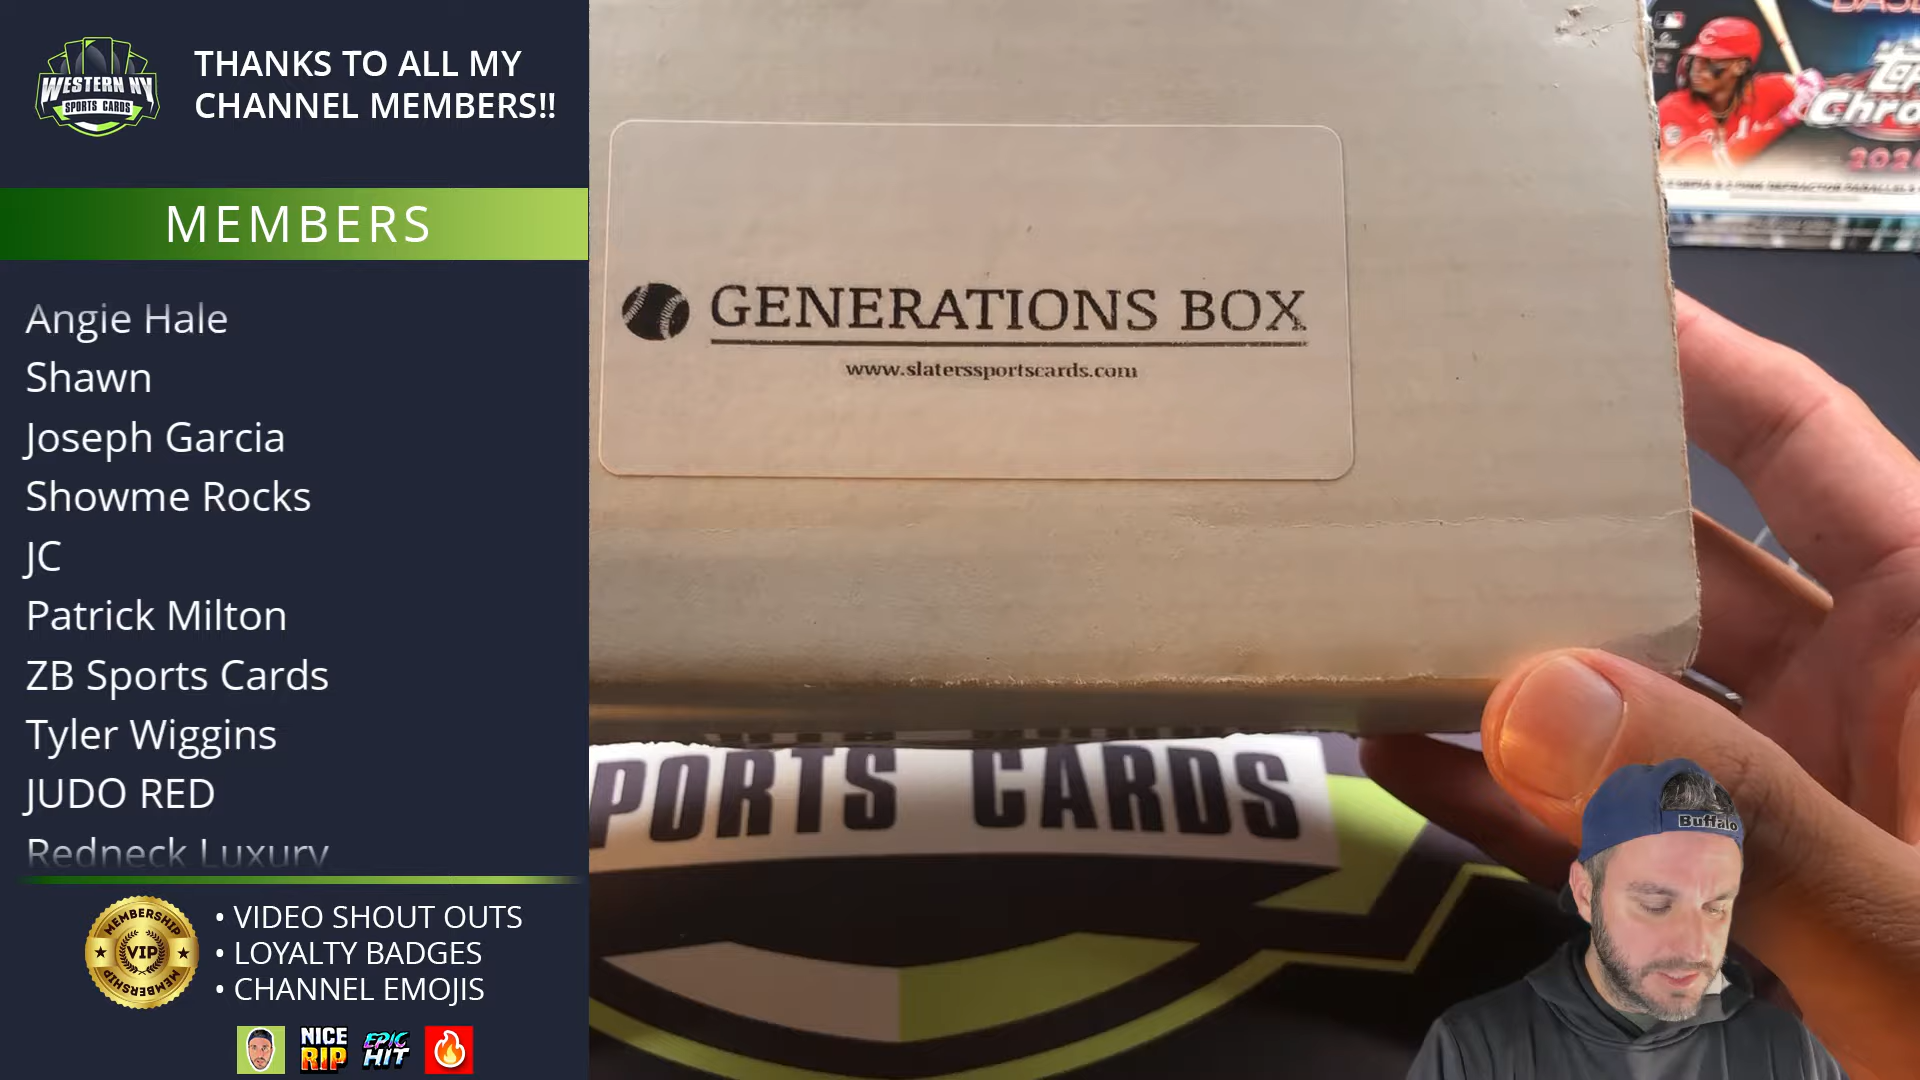 WESTERN NY
SPORTS CARDS
THANKS TO ALL MY
CHANNEL MEMBERS!!
MEMBERS
Angie Hale
Shawn
Joseph Garcia
Showme Rocks
JC
Patrick Milton
ZB Sports Cards
Tyler Wiggins
JUDO RED
Redneck Luxury
MEMBERSHIP
VIP
MEMBERSHIP
• VIDEO SHOUT OUTS
• LOYALTY BADGES
• CHANNEL EMOJIS
NICE
RIP
EPIC
HIT
GENERATIONS BOX
www.slaterssportscards.com
PORTS CARDS
Buffalo